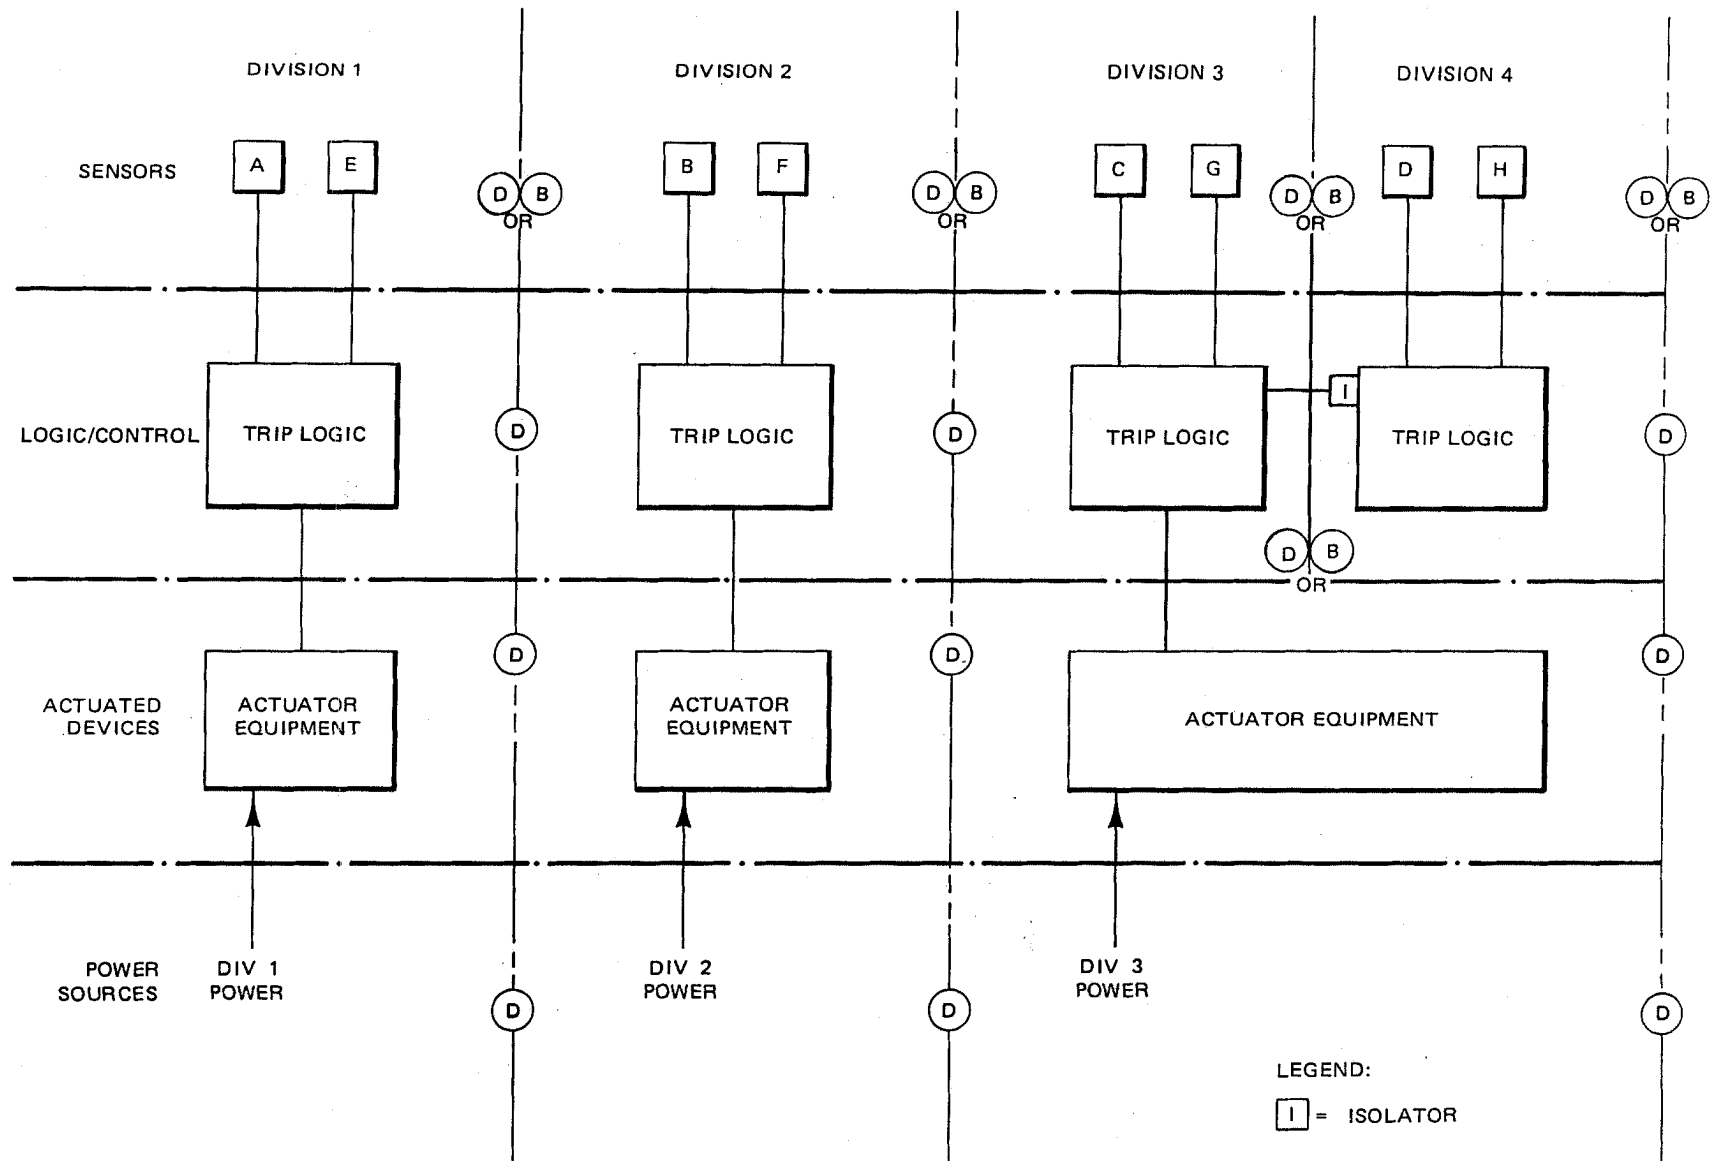 DIVISION 1
DIVISION 2
DIVISION 3
DIVISION 4
SENSORS
A
E
D B
OR
B
F
D B
OR
C
G
D B
OR
D
H
D B
OR
LOGIC/CONTROL
TRIP LOGIC
D
TRIP LOGIC
D
TRIP LOGIC
I
TRIP LOGIC
D
D B
OR
ACTUATED
DEVICES
ACTUATOR
EQUIPMENT
D
ACTUATOR
EQUIPMENT
D
ACTUATOR EQUIPMENT
D
POWER
SOURCES
DIV 1
POWER
D
DIV 2
POWER
D
DIV 3
POWER
D
LEGEND:
I = ISOLATOR